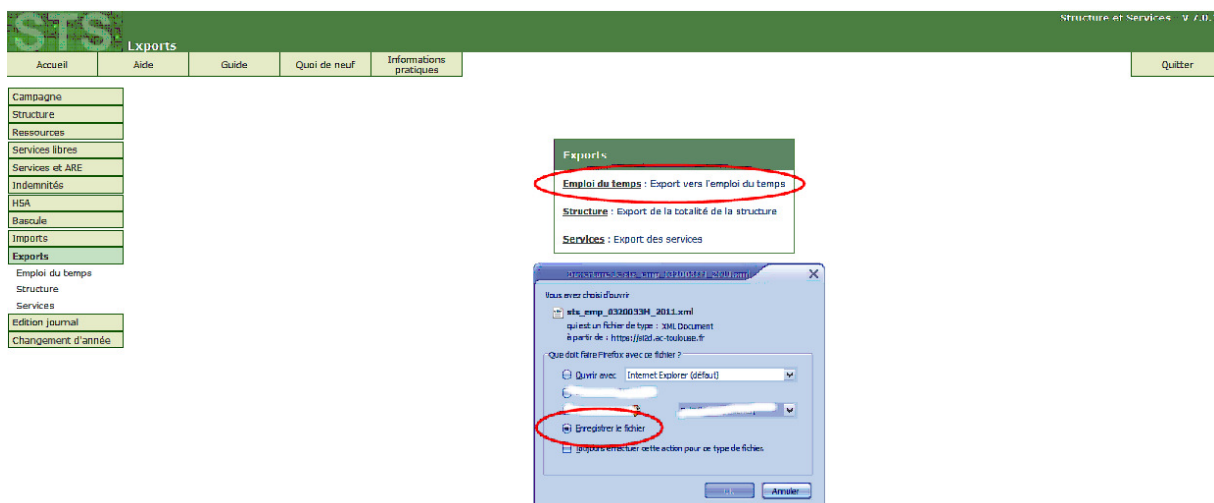 STS
Exports
Structure et Services V 7.0.
Accueil
Aide
Guide
Quoi de neuf
Informations
pratiques
Quitter
Campagne
Structure
Ressources
Services libres
Services et ARE
Indemnités
HSA
Bascule
Imports
Exports
Emploi du temps
Structure
Services
Edition journal
Changement d'année
Exports
Emploi du temps : Export vers l'emploi du temps
Structure : Export de la totalité de la structure
Services : Export des services
Vous avez choisi d'ouvrir
sts_emp_0320033H_2011.xml
qui est un fichier de type : XML Document
à partir de : https://si2d.ac-toulouse.fr
Que doit faire Firefox avec ce fichier ?
Ouvrir avec Internet Explorer (défaut)
Enregistrer le fichier
Toujours effectuer cette action pour ce type de fichier.
Annuler